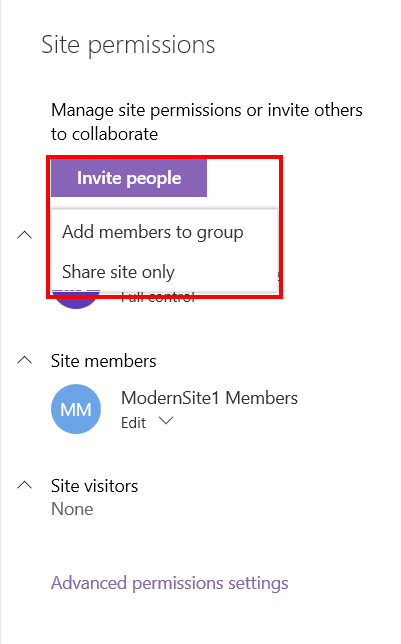 Site permissions
Manage site permissions or invite others
to collaborate
Invite people
Add members to group
Share site only
Full control
Site members
MM
ModernSite1 Members
Edit
Site visitors
None
Advanced permissions settings